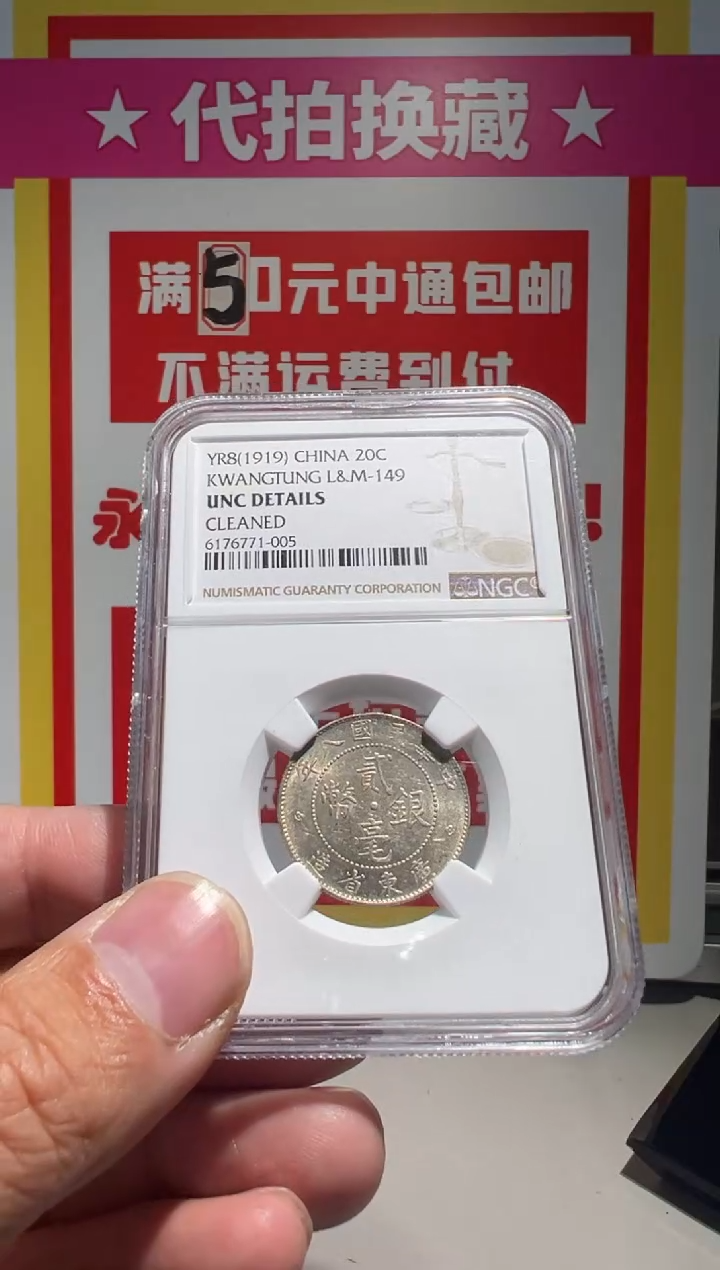 ★ 代拍换藏 ★
满50元中通包邮
不满运费到付
永 !
YR8(1919) CHINA 20C
KWANGTUNG L&M-149
UNC DETAILS
CLEANED
6176771-005
NUMISMATIC GUARANTY CORPORATION NGC
年八國民
貳毫
銀幣
廣東省造